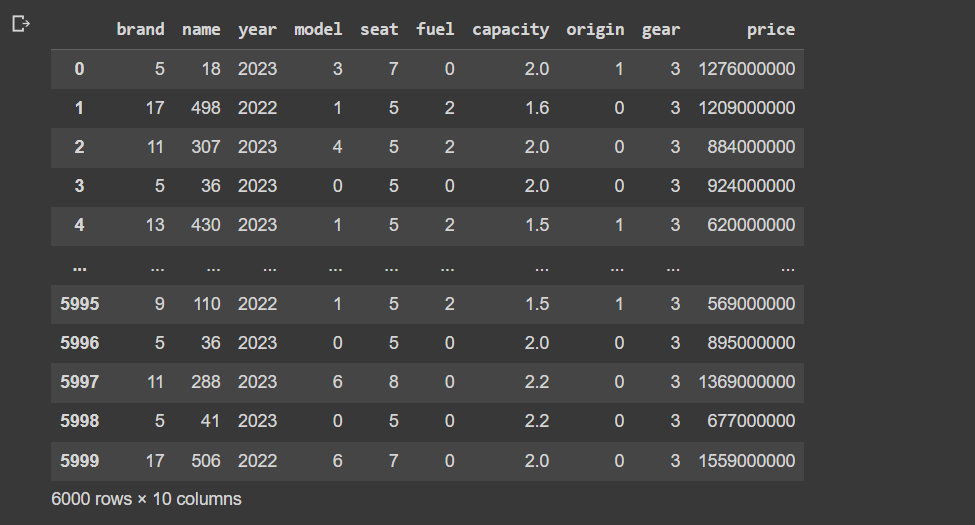 brand name year model seat fuel capacity origin gear price
0 5 18 2023 3 7 0 2.0 1 3 1276000000
1 17 498 2022 1 5 2 1.6 0 3 1209000000
2 11 307 2023 4 5 2 2.0 0 3 884000000
3 5 36 2023 0 5 0 2.0 0 3 924000000
4 13 430 2023 1 5 2 1.5 1 3 620000000
... ... ... ... ... ... ... ... ... ... ...
5995 9 110 2022 1 5 2 1.5 1 3 569000000
5996 5 36 2023 0 5 0 2.0 0 3 895000000
5997 11 288 2023 6 8 0 2.2 0 3 1369000000
5998 5 41 2023 0 5 0 2.2 0 3 677000000
5999 17 506 2022 6 7 0 2.0 0 3 1559000000
6000 rows × 10 columns